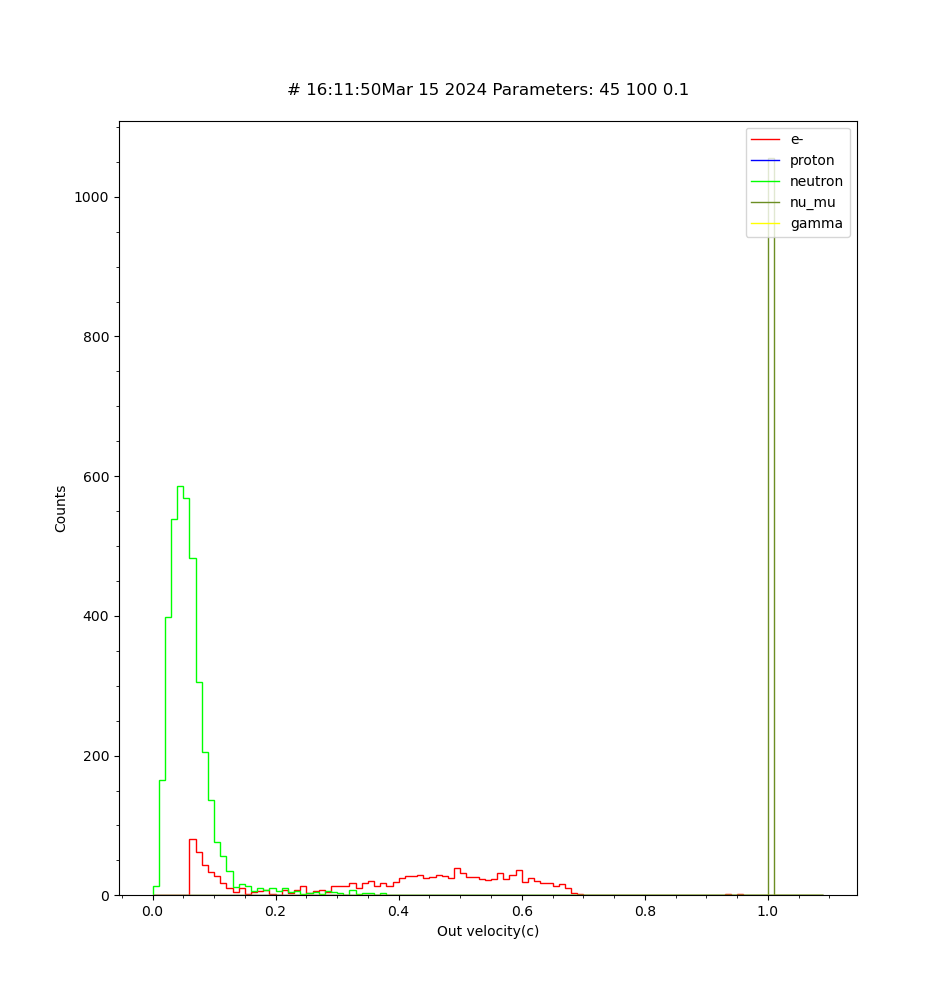 # 16:11:50Mar 15 2024 Parameters: 45 100 0.1
e-
proton
neutron
nu_mu
gamma
1000
800
600
400
200
0
Counts
0.0 0.2 0.4 0.6 0.8 1.0
Out velocity(c)